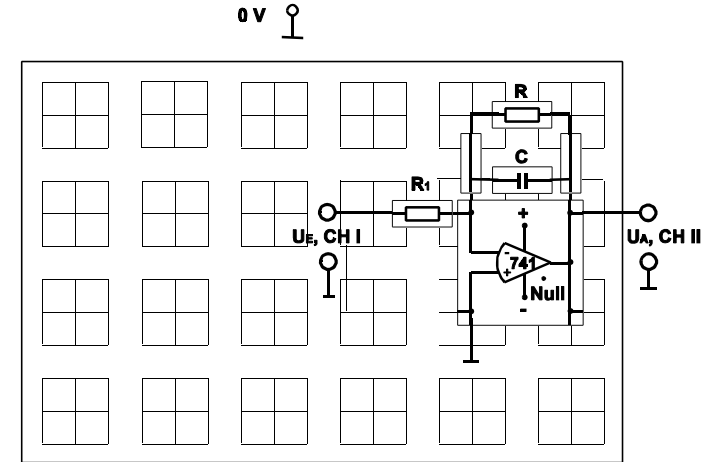 0 V
R
C
R1
+
UE, CH I
UA, CH II
-
741
+
Null
-